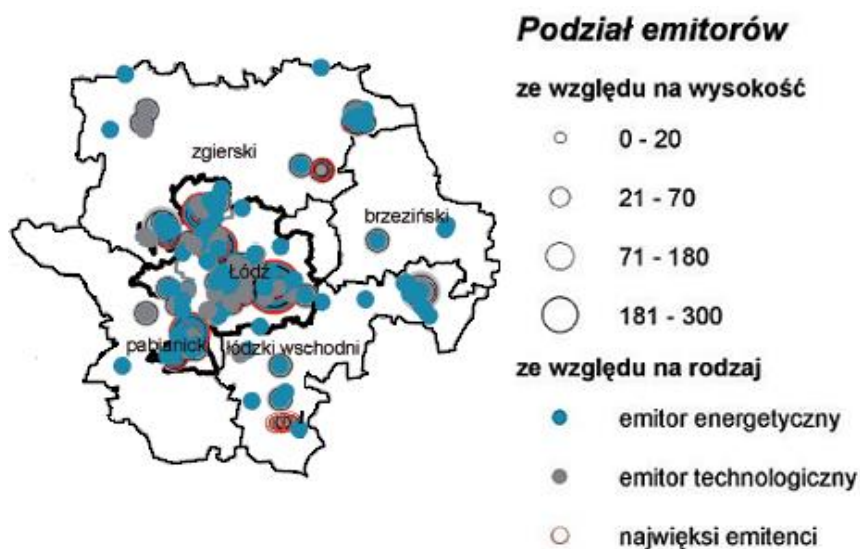 Podział emitorów
ze względu na wysokość
0 - 20
21 - 70
71 - 180
181 - 300
ze względu na rodzaj
emitor energetyczny
emitor technologiczny
najwięksi emitenci
zgierski
brzeziński
Łódź
pabianicki
łódzki wschodni